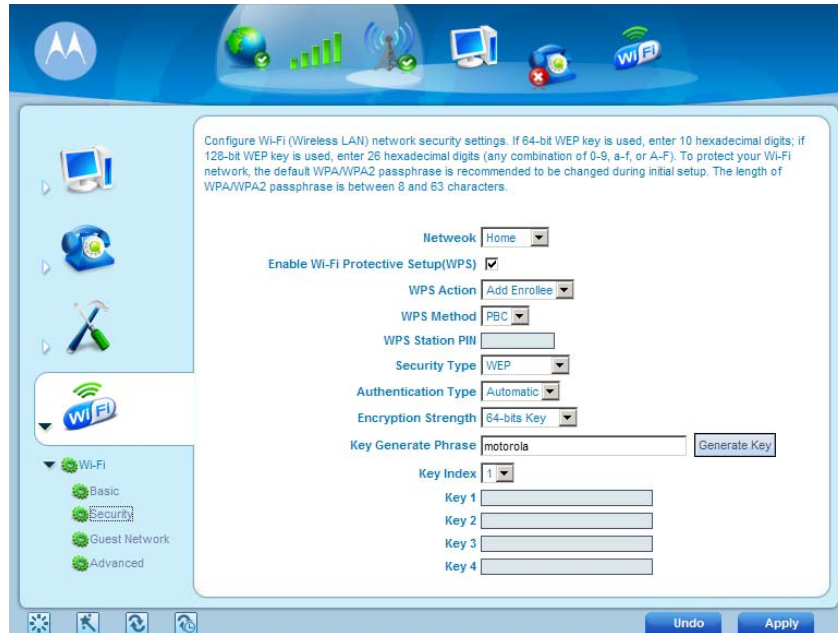 WiFi
Configure Wi-Fi (Wireless LAN) network security settings. If 64-bit WEP key is used, enter 10 hexadecimal digits; if
128-bit WEP key is used, enter 26 hexadecimal digits (any combination of 0-9, a-f, or A-F). To protect your Wi-Fi
network, the default WPA/WPA2 passphrase is recommended to be changed during initial setup. The length of
WPA/WPA2 passphrase is between 8 and 63 characters.
Netweok Home
Enable Wi-Fi Protective Setup(WPS)
WPS Action Add Enrollee
WPS Method PBC
WPS Station PIN
Security Type WEP
Authentication Type Automatic
Encryption Strength 64-bits Key
Key Generate Phrase motorola Generate Key
Key Index 1
Key 1
Key 2
Key 3
Key 4
WiFi
Wi-Fi
Basic
Security
Guest Network
Advanced
Undo Apply